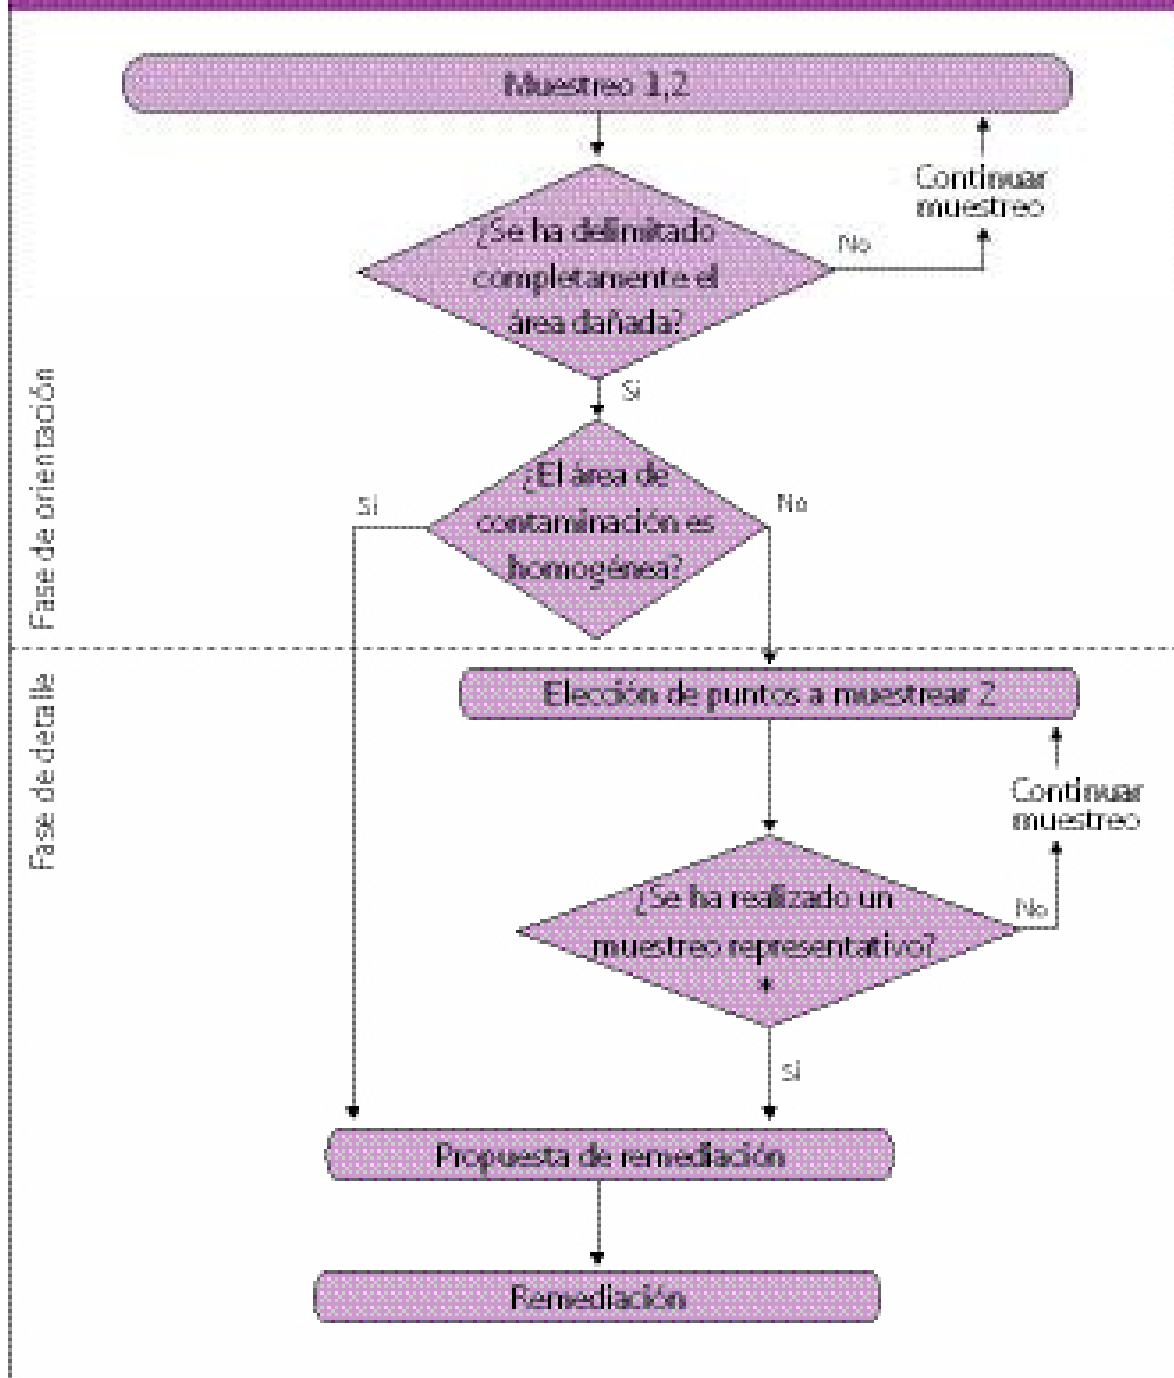 Muestreo 1,2
Continuar
muestreo
¿Se ha delimitado
completamente el
área dañada?
No
Si
¿El área de
contaminación es
homogénea?
Si
No
Fase de orientación
Elección de puntos a muestrear 2
Fase de detalle
Continuar
muestreo
¿Se ha realizado un
muestreo representativo?
No
Si
Propuesta de remediación
Remediación